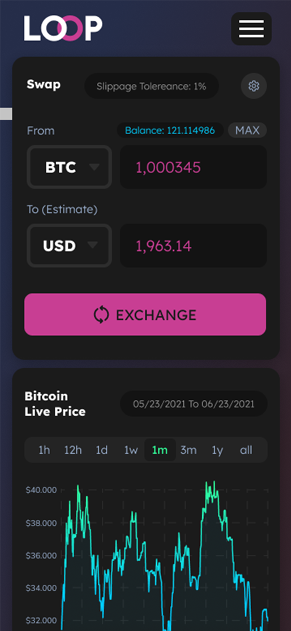 LOOP
Swap
Slippage Tolereance: 1%
From
Balance: 121.114986
MAX
BTC
1,000345
To (Estimate)
USD
1,963.14
EXCHANGE
Bitcoin
Live Price
05/23/2021 To 06/23/2021
1h 12h 1d 1w 1m 3m 1y all
$40.000
$38.000
$36.000
$34.000
$32.000